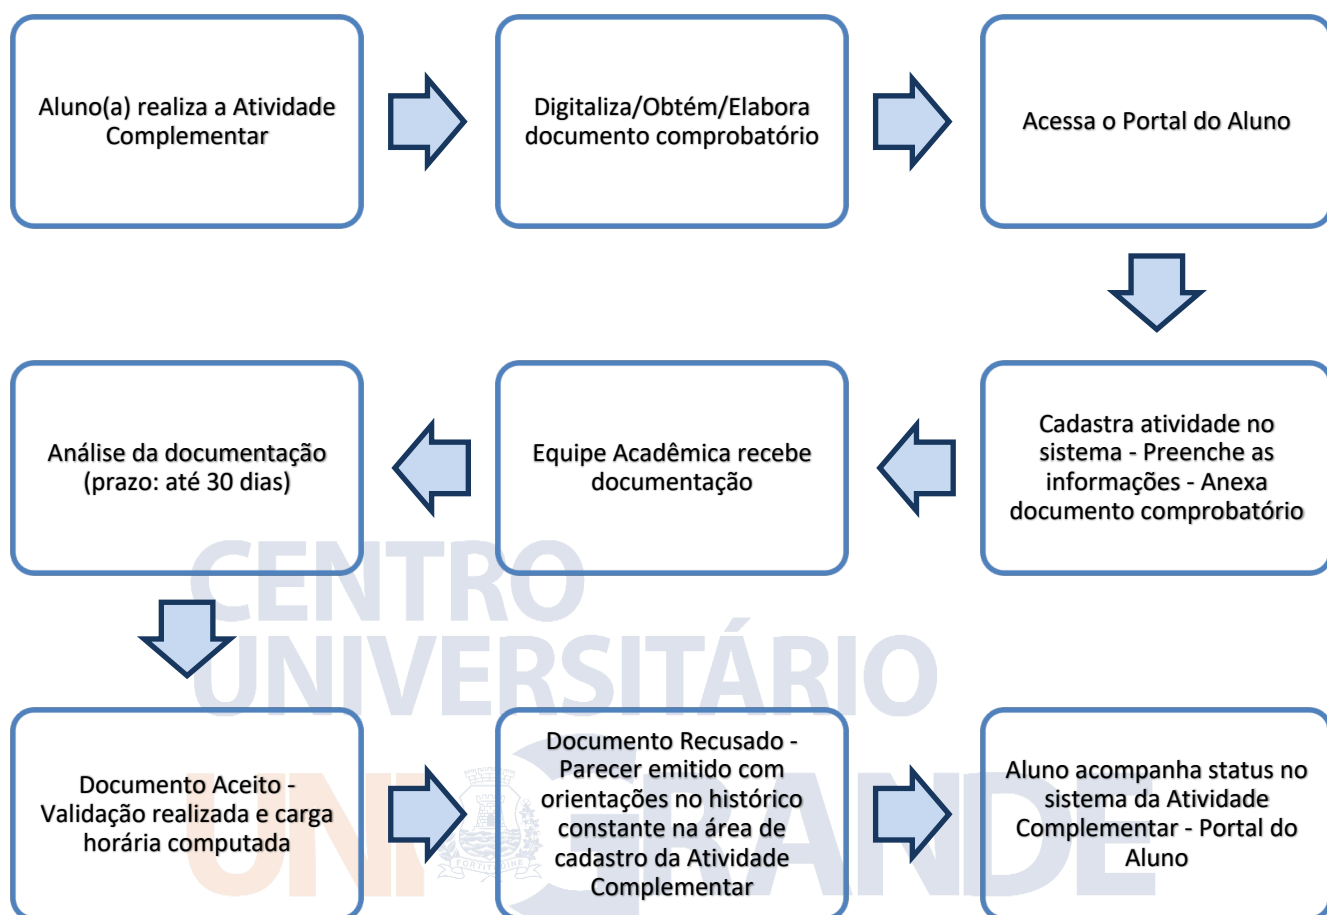 Aluno(a) realiza a Atividade
Complementar
Digitaliza/Obtém/Elabora
documento comprobatório
Acessa o Portal do Aluno
Cadastra atividade no
sistema - Preenche as
informações - Anexa
documento comprobatório
Equipe Acadêmica recebe
documentação
Análise da documentação
(prazo: até 30 dias)
Documento Aceito -
Validação realizada e carga
horária computada
Documento Recusado -
Parecer emitido com
orientações no histórico
constante na área de
cadastro da Atividade
Complementar
Aluno acompanha status no
sistema da Atividade
Complementar - Portal do
Aluno
CENTRO
UNIVERSITÁRIO
UNIGRANDE
FORTITUDINE